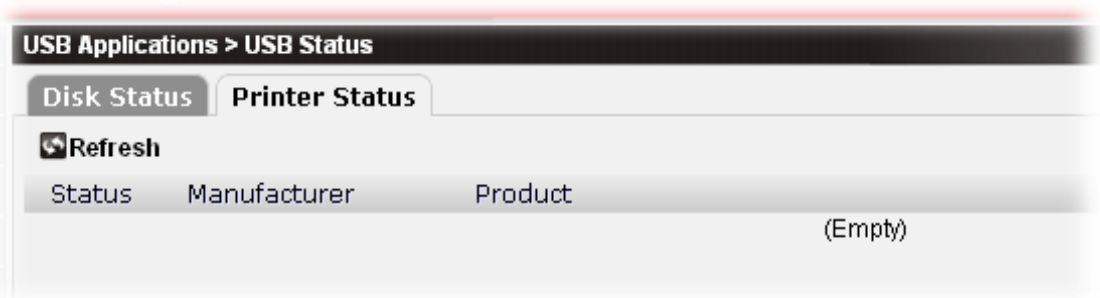 USB Applications > USB Status
Disk Status Printer Status
Refresh
Status Manufacturer Product
(Empty)